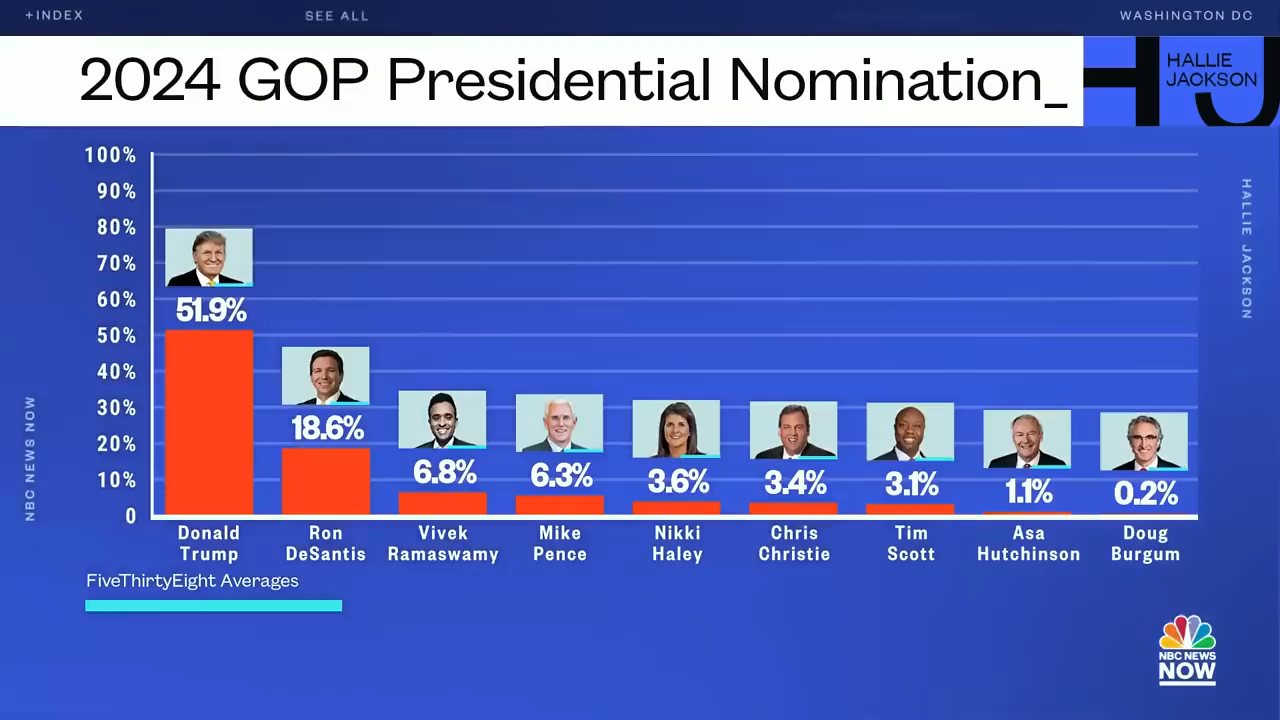 +INDEX
SEE ALL
WASHINGTON DC
2024 GOP Presidential Nomination_
HALLIE
JACKSON
HJ
100%
90%
80%
70%
60%
50%
40%
30%
20%
10%
0
51.9%
18.6%
6.8%
6.3%
3.6%
3.4%
3.1%
1.1%
0.2%
Donald
Trump
Ron
DeSantis
Vivek
Ramaswamy
Mike
Pence
Nikki
Haley
Chris
Christie
Tim
Scott
Asa
Hutchinson
Doug
Burgum
FiveThirtyEight Averages
NBC NEWS NOW
HALLIE JACKSON
NBC NEWS
NOW